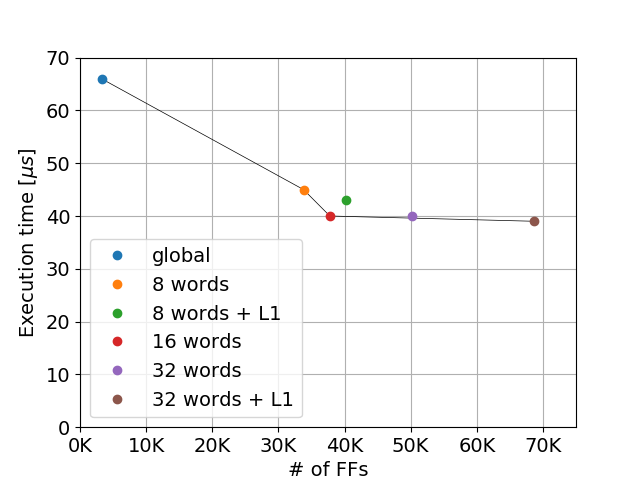 70
60
50
40
30
20
10
0
Execution time [μs]
global
8 words
8 words + L1
16 words
32 words
32 words + L1
0K 10K 20K 30K 40K 50K 60K 70K
# of FFs